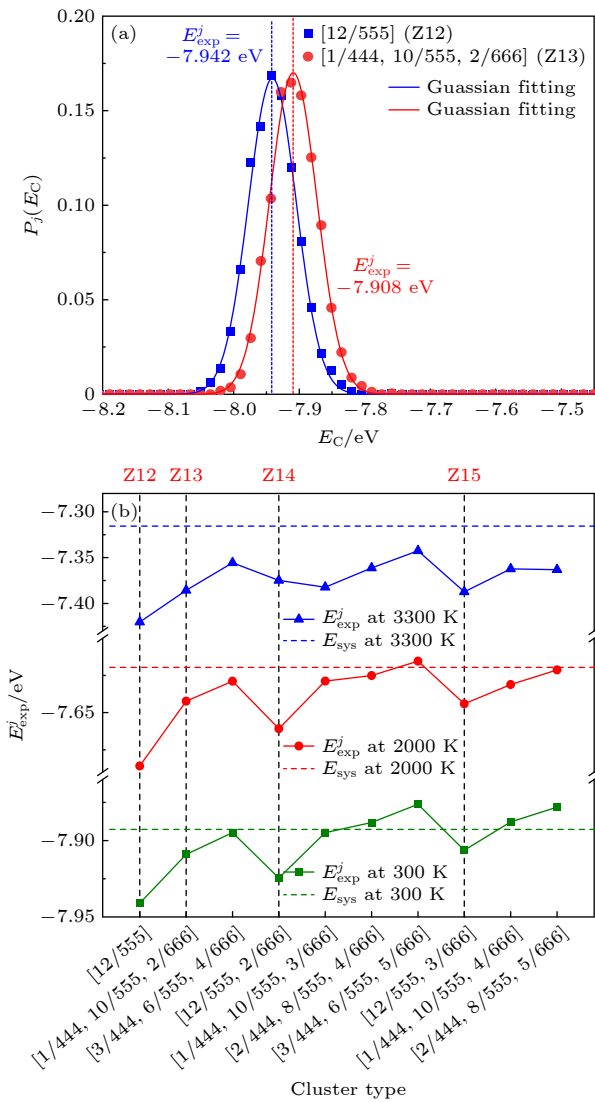 (a)
E^j_exp =
−7.942 eV
[12/555] (Z12)
[1/444, 10/555, 2/666] (Z13)
Guassian fitting
Guassian fitting
E^j_exp =
−7.908 eV
P_j(E_C)
0.20
0.15
0.10
0.05
0
−8.2 −8.1 −8.0 −7.9 −7.8 −7.7 −7.6 −7.5
E_C/eV
Z12 Z13 Z14 Z15
(b)
−7.30
−7.35
−7.40
−7.65
−7.90
−7.95
E^j_exp/eV
E^j_exp at 3300 K
E_sys at 3300 K
E^j_exp at 2000 K
E_sys at 2000 K
E^j_exp at 300 K
E_sys at 300 K
[12/555]
[1/444, 10/555, 2/666]
[3/444, 6/555, 4/666]
[12/555, 2/666]
[1/444, 10/555, 3/666]
[2/444, 8/555, 4/666]
[3/444, 6/555, 5/666]
[12/555, 3/666]
[1/444, 10/555, 4/666]
[2/444, 8/555, 5/666]
Cluster type